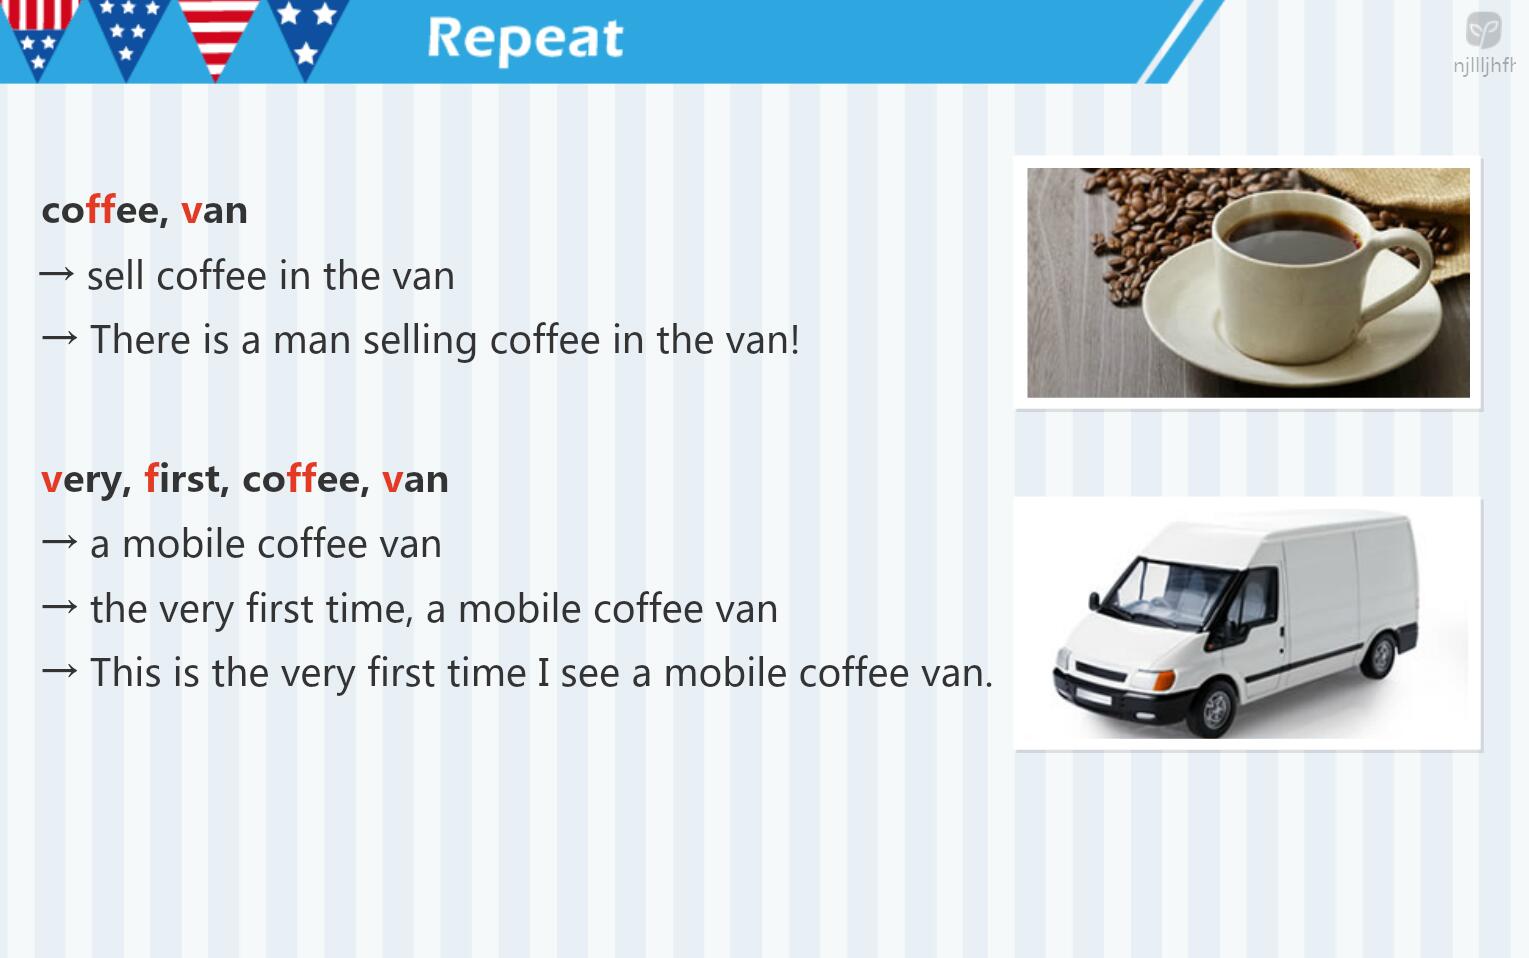 Repeat
njllljhfh
coffee, van
→ sell coffee in the van
→ There is a man selling coffee in the van!
very, first, coffee, van
→ a mobile coffee van
→ the very first time, a mobile coffee van
→ This is the very first time I see a mobile coffee van.